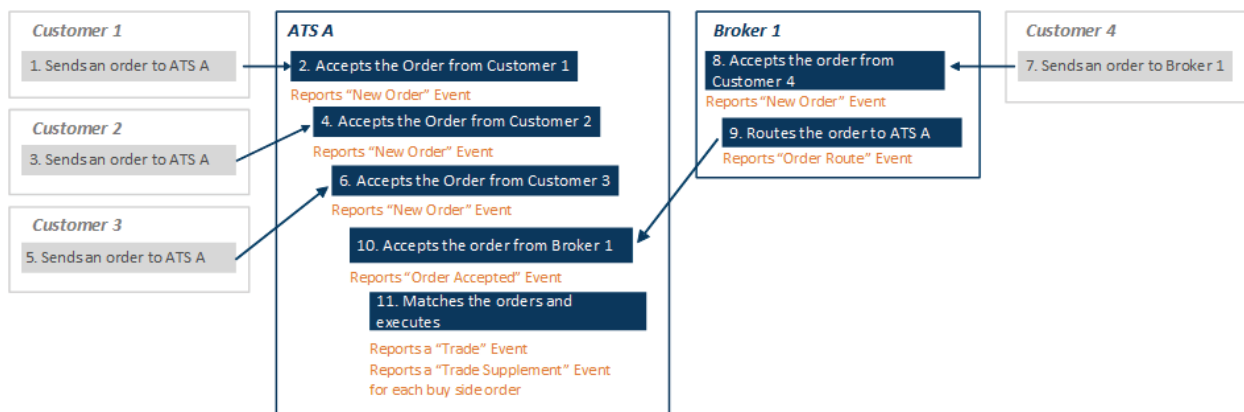 Customer 1
1. Sends an order to ATS A
Customer 2
3. Sends an order to ATS A
Customer 3
5. Sends an order to ATS A
ATS A
2. Accepts the Order from Customer 1
Reports "New Order" Event
4. Accepts the Order from Customer 2
Reports "New Order" Event
6. Accepts the Order from Customer 3
Reports "New Order" Event
10. Accepts the order from Broker 1
Reports "Order Accepted" Event
11. Matches the orders and
executes
Reports a "Trade" Event
Reports a "Trade Supplement" Event
for each buy side order
Broker 1
8. Accepts the order from
Customer 4
Reports "New Order" Event
9. Routes the order to ATS A
Reports "Order Route" Event
Customer 4
7. Sends an order to Broker 1